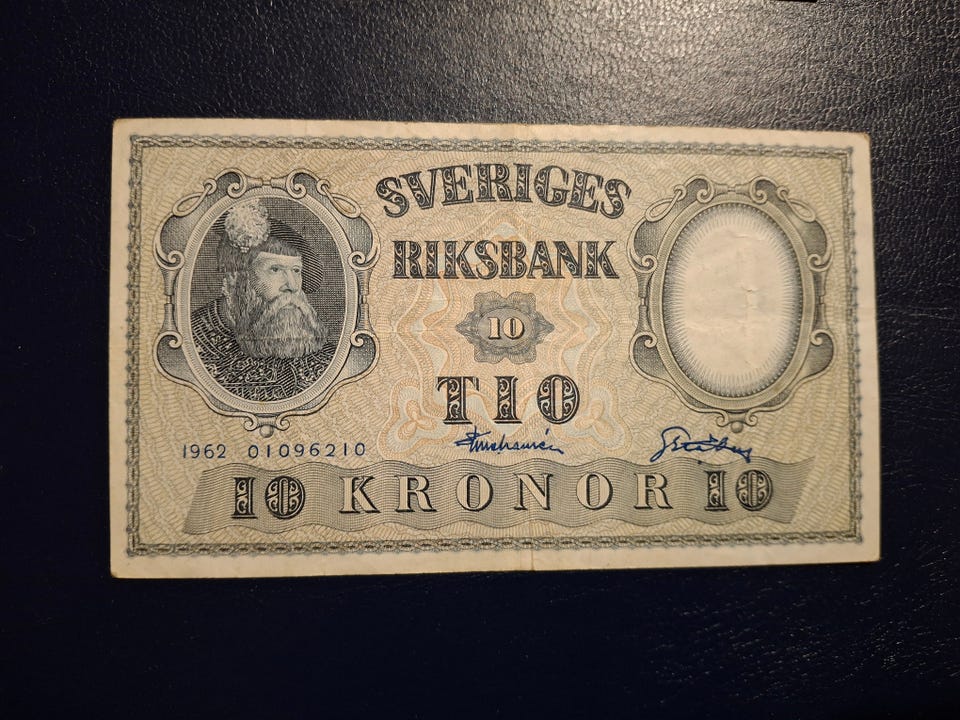 SVERIGES
RIKSBANK
10
TIO
1962 01096210
10 KRONOR 10